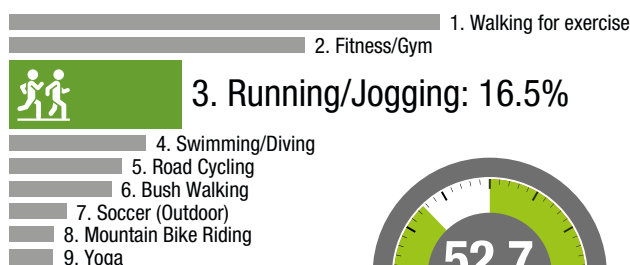 1. Walking for exercise
2. Fitness/Gym
3. Running/Jogging: 16.5%
4. Swimming/Diving
5. Road Cycling
6. Bush Walking
7. Soccer (Outdoor)
8. Mountain Bike Riding
9. Yoga
52.7